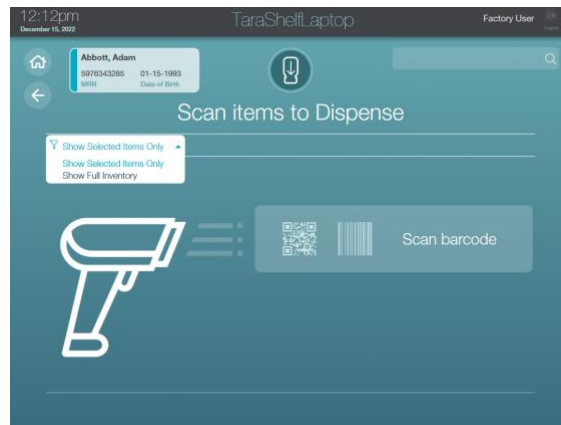 12:12pm
TaraShelfLaptop
Factory User
December 15, 2022
Abbott, Adam
5976343285 01-15-1993
MRN Date of Birth
Scan items to Dispense
Show Selected Items Only
Show Selected Items Only
Show Full Inventory
Scan barcode